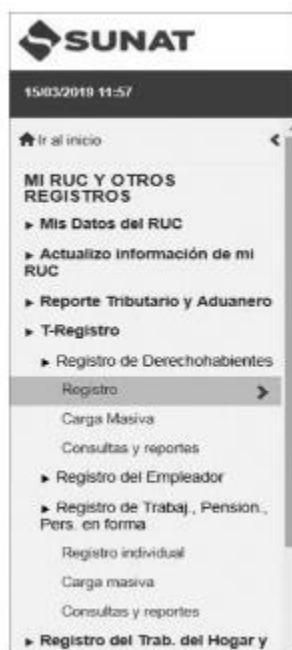 SUNAT
15/03/2019 11:57
Ir al inicio
MI RUC Y OTROS
REGISTROS
Mis Datos del RUC
Actualizo información de mi
RUC
Reporte Tributario y Aduanero
T-Registro
Registro de Derechohabientes
Registro
Carga Masiva
Consultas y reportes
Registro del Empleador
Registro de Trabaj., Pension.,
Pers. en forma
Registro individual
Carga masiva
Consultas y reportes
Registro del Trab. del Hogar y